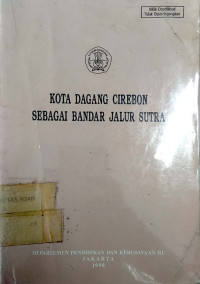 Milik Depdikbud
Tidak Diperdagangkan
KOTA DAGANG CIREBON
SEBAGAI BANDAR JALUR SUTRA
DEPARTEMEN PENDIDIKAN DAN KEBUDAYAAN RI
JAKARTA